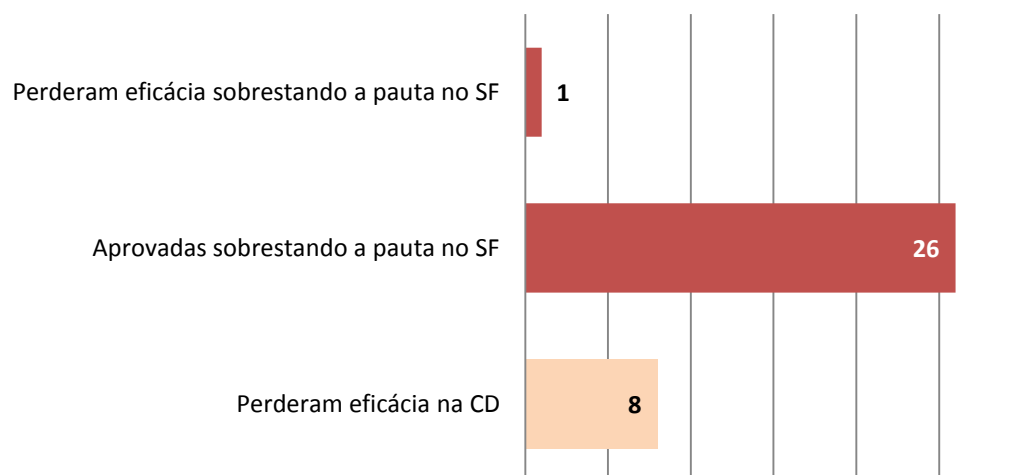 Perderam eficácia sobrestando a pauta no SF 1
Aprovadas sobrestando a pauta no SF 26
Perderam eficácia na CD 8